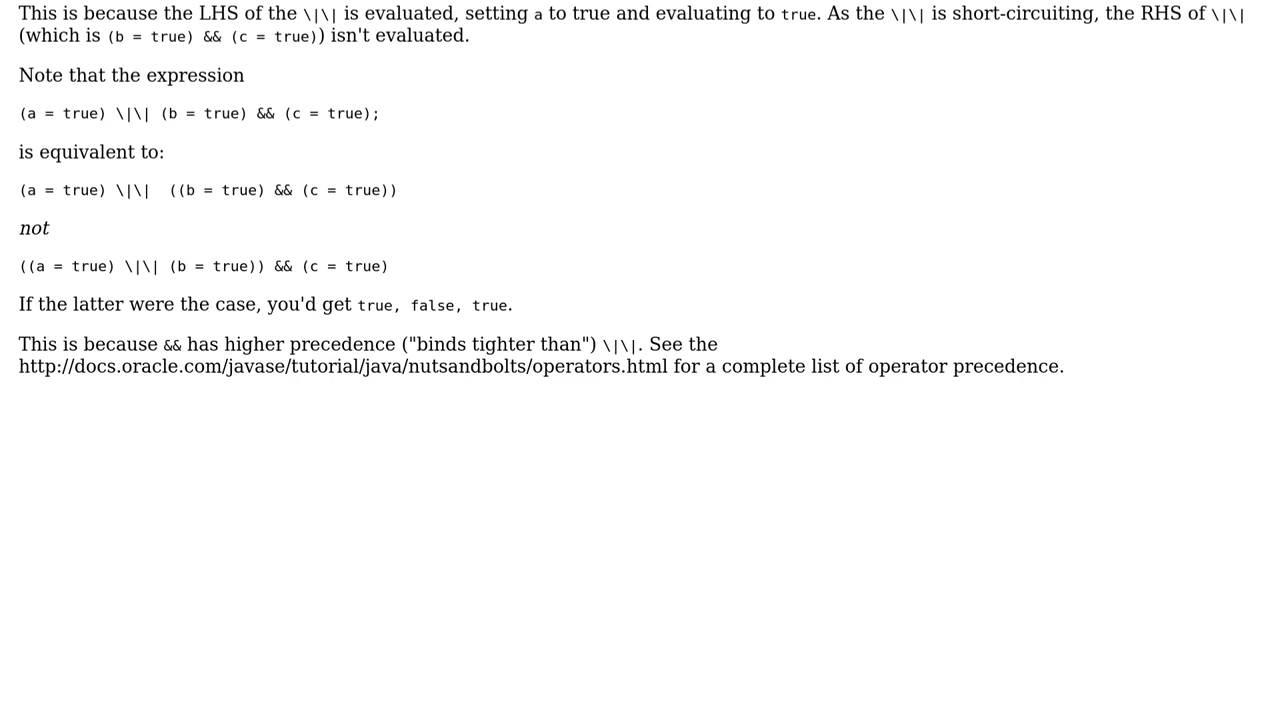 This is because the LHS of the \|\| is evaluated, setting a to true and evaluating to true. As the \|\| is short-circuiting, the RHS of \|\|
(which is (b = true) && (c = true)) isn't evaluated.
Note that the expression
(a = true) \|\| (b = true) && (c = true);
is equivalent to:
(a = true) \|\|  ((b = true) && (c = true))
not
((a = true) \|\| (b = true)) && (c = true)
If the latter were the case, you'd get true, false, true.
This is because && has higher precedence ("binds tighter than") \|\|. See the
http://docs.oracle.com/javase/tutorial/java/nutsandbolts/operators.html for a complete list of operator precedence.